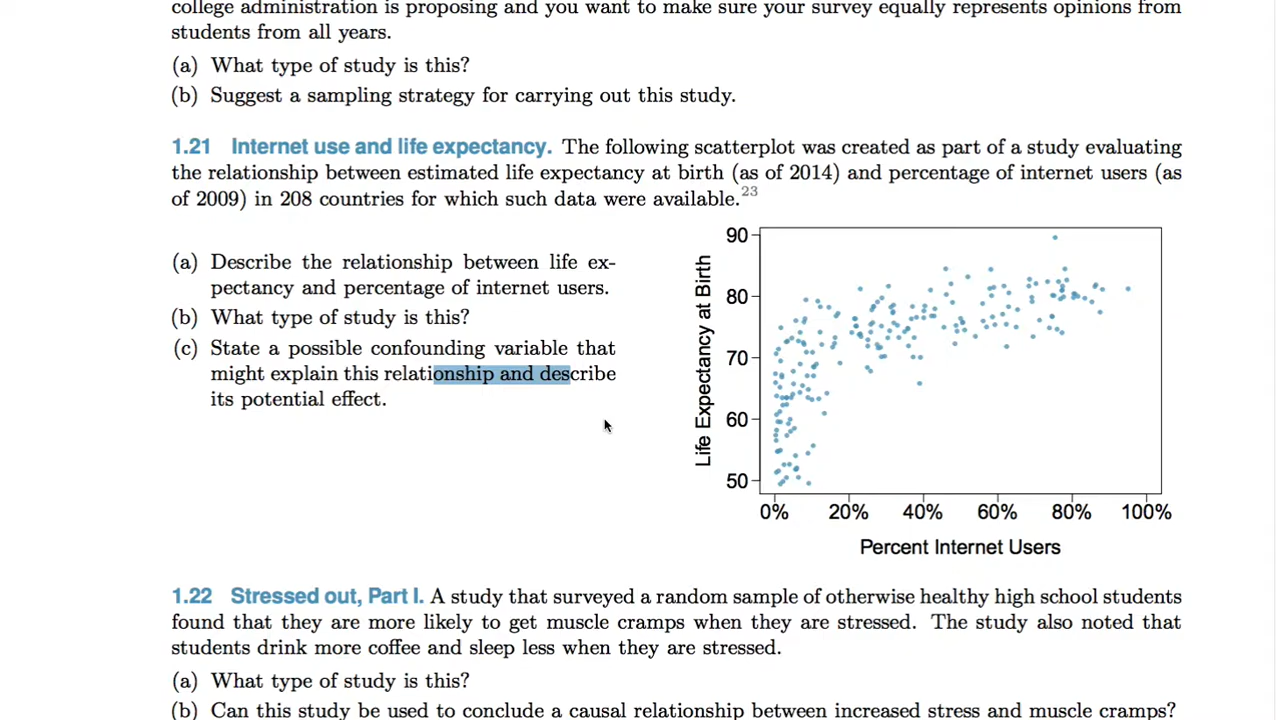 college administration is proposing and you want to make sure your survey equally represents opinions from
students from all years.
(a) What type of study is this?
(b) Suggest a sampling strategy for carrying out this study.
1.21 Internet use and life expectancy. The following scatterplot was created as part of a study evaluating
the relationship between estimated life expectancy at birth (as of 2014) and percentage of internet users (as
of 2009) in 208 countries for which such data were available.23
(a) Describe the relationship between life ex-
pectancy and percentage of internet users.
(b) What type of study is this?
(c) State a possible confounding variable that
might explain this relationship and describe
its potential effect.
Life Expectancy at Birth
90
80
70
60
50
0% 20% 40% 60% 80% 100%
Percent Internet Users
1.22 Stressed out, Part I. A study that surveyed a random sample of otherwise healthy high school students
found that they are more likely to get muscle cramps when they are stressed. The study also noted that
students drink more coffee and sleep less when they are stressed.
(a) What type of study is this?
(b) Can this study be used to conclude a causal relationship between increased stress and muscle cramps?